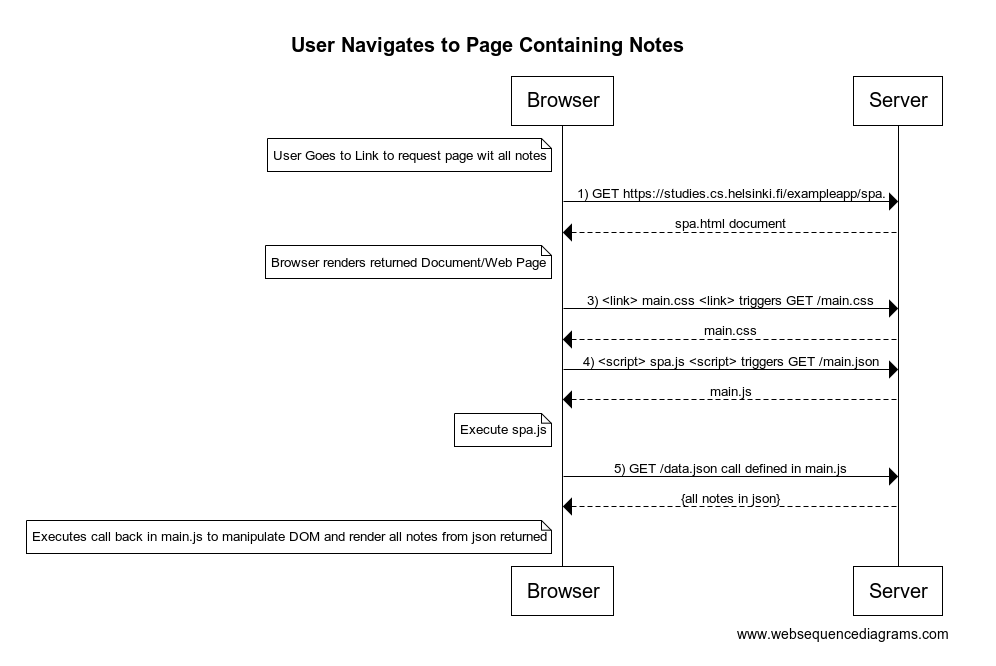 User Navigates to Page Containing Notes
Browser
Server
User Goes to Link to request page wit all notes
1) GET https://studies.cs.helsinki.fi/exampleapp/spa.
spa.html document
Browser renders returned Document/Web Page
3) <link> main.css <link> triggers GET /main.css
main.css
4) <script> spa.js <script> triggers GET /main.json
main.js
Execute spa.js
5) GET /data.json call defined in main.js
{all notes in json}
Executes call back in main.js to manipulate DOM and render all notes from json returned
Browser
Server
www.websequencediagrams.com